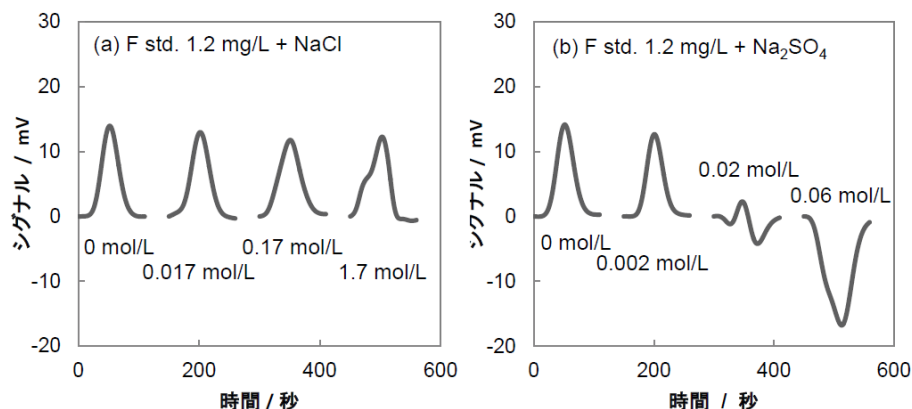 (a) F std. 1.2 mg/L + NaCl
シグナル / mV
30
20
10
0
-10
-20
0 mol/L
0.017 mol/L
0.17 mol/L
1.7 mol/L
0
200
400
600
時間 / 秒
(b) F std. 1.2 mg/L + Na₂SO₄
シグナル / mV
30
20
10
0
-10
-20
0 mol/L
0.002 mol/L
0.02 mol/L
0.06 mol/L
0
200
400
600
時間 / 秒